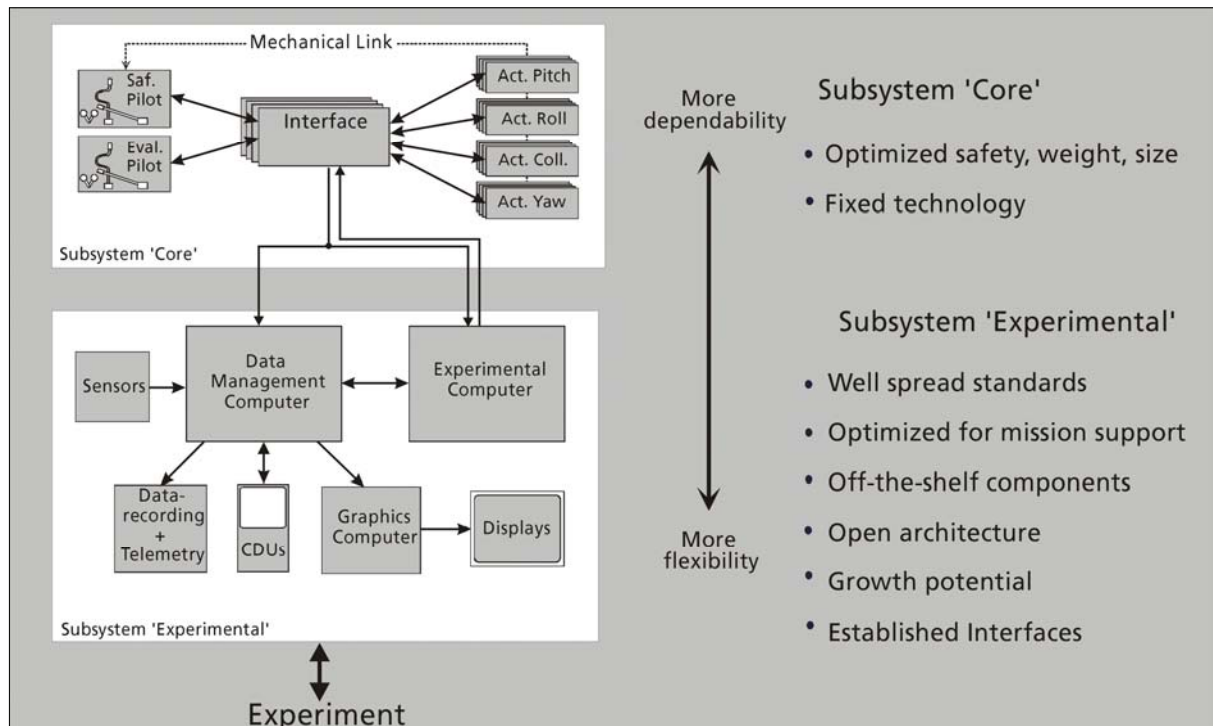 Mechanical Link
Saf.
Pilot
Eval.
Pilot
Interface
Act. Pitch
Act. Roll
Act. Coll.
Act. Yaw
Subsystem 'Core'
Sensors
Data
Management
Computer
Experimental
Computer
Data-
recording
+
Telemetry
CDUs
Graphics
Computer
Displays
Subsystem 'Experimental'
Experiment
More
dependability
More
flexibility
Subsystem 'Core'
• Optimized safety, weight, size
• Fixed technology
Subsystem 'Experimental'
• Well spread standards
• Optimized for mission support
• Off-the-shelf components
• Open architecture
• Growth potential
• Established Interfaces